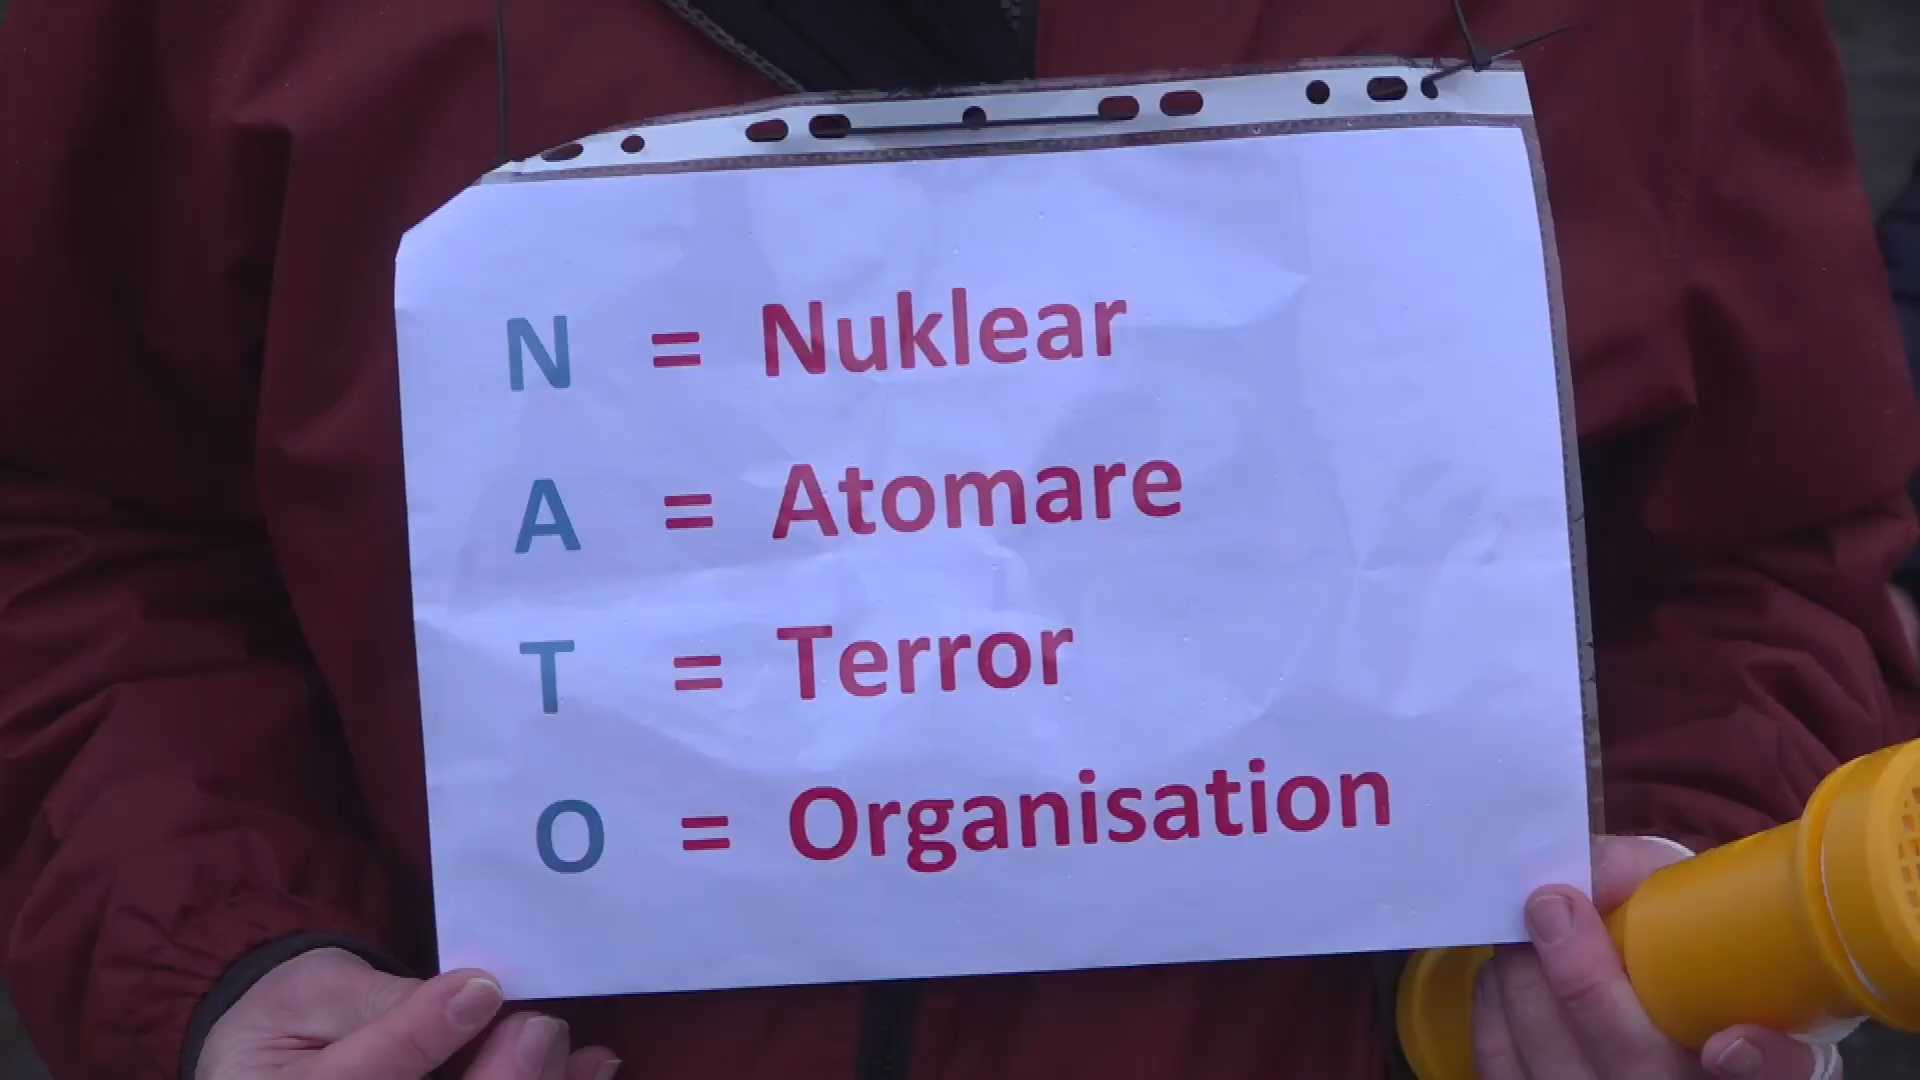 N = Nuklear
A = Atomare
T = Terror
O = Organisation